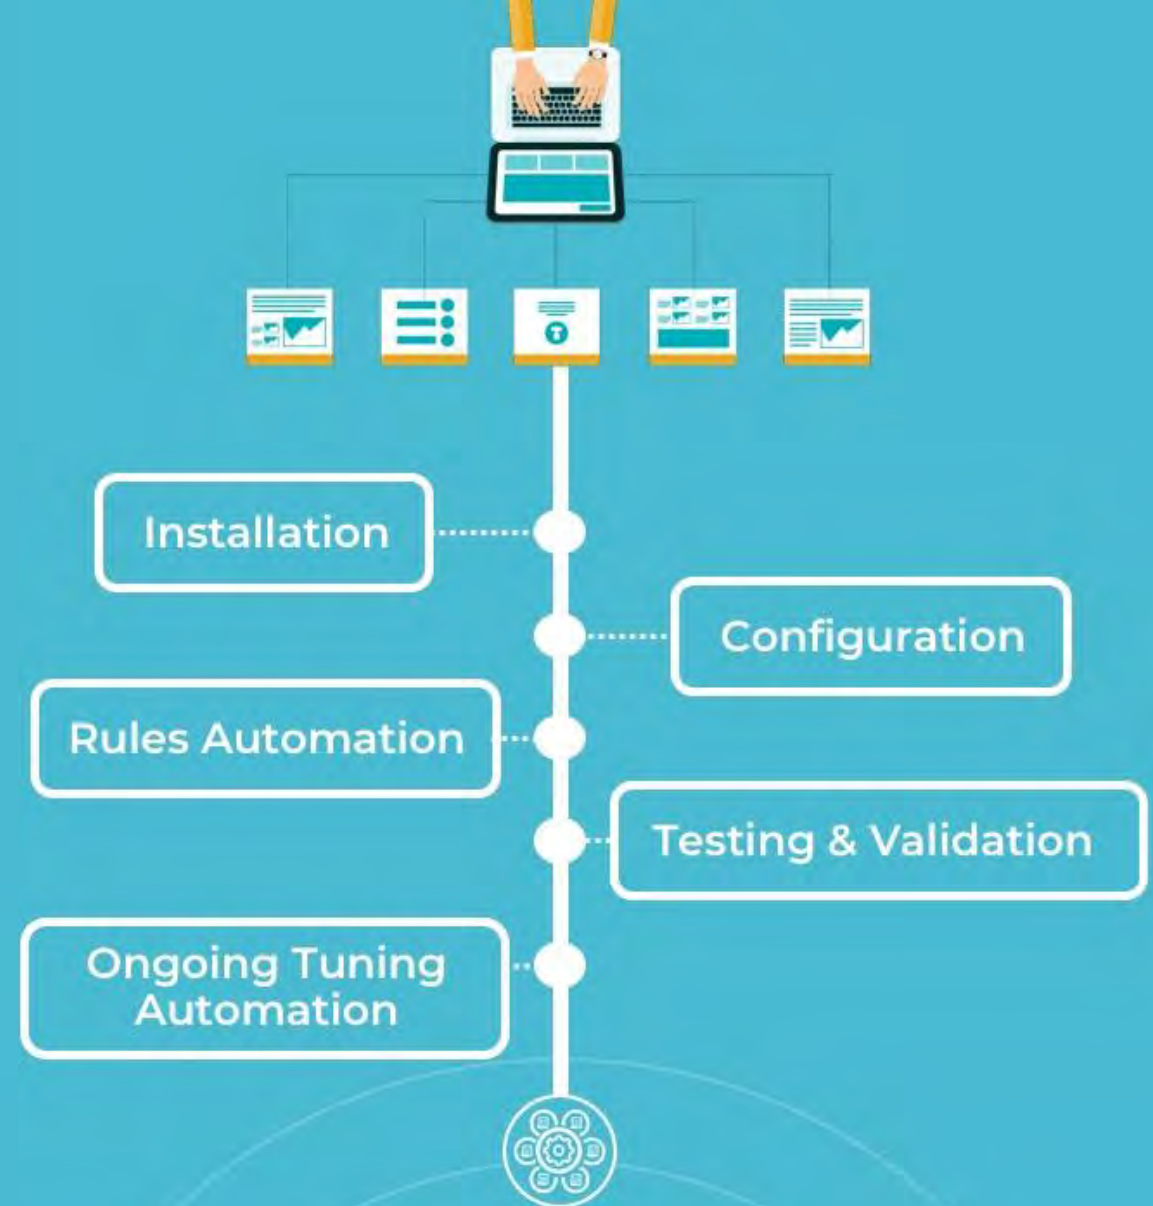 Installation
Configuration
Rules Automation
Testing & Validation
Ongoing Tuning
Automation